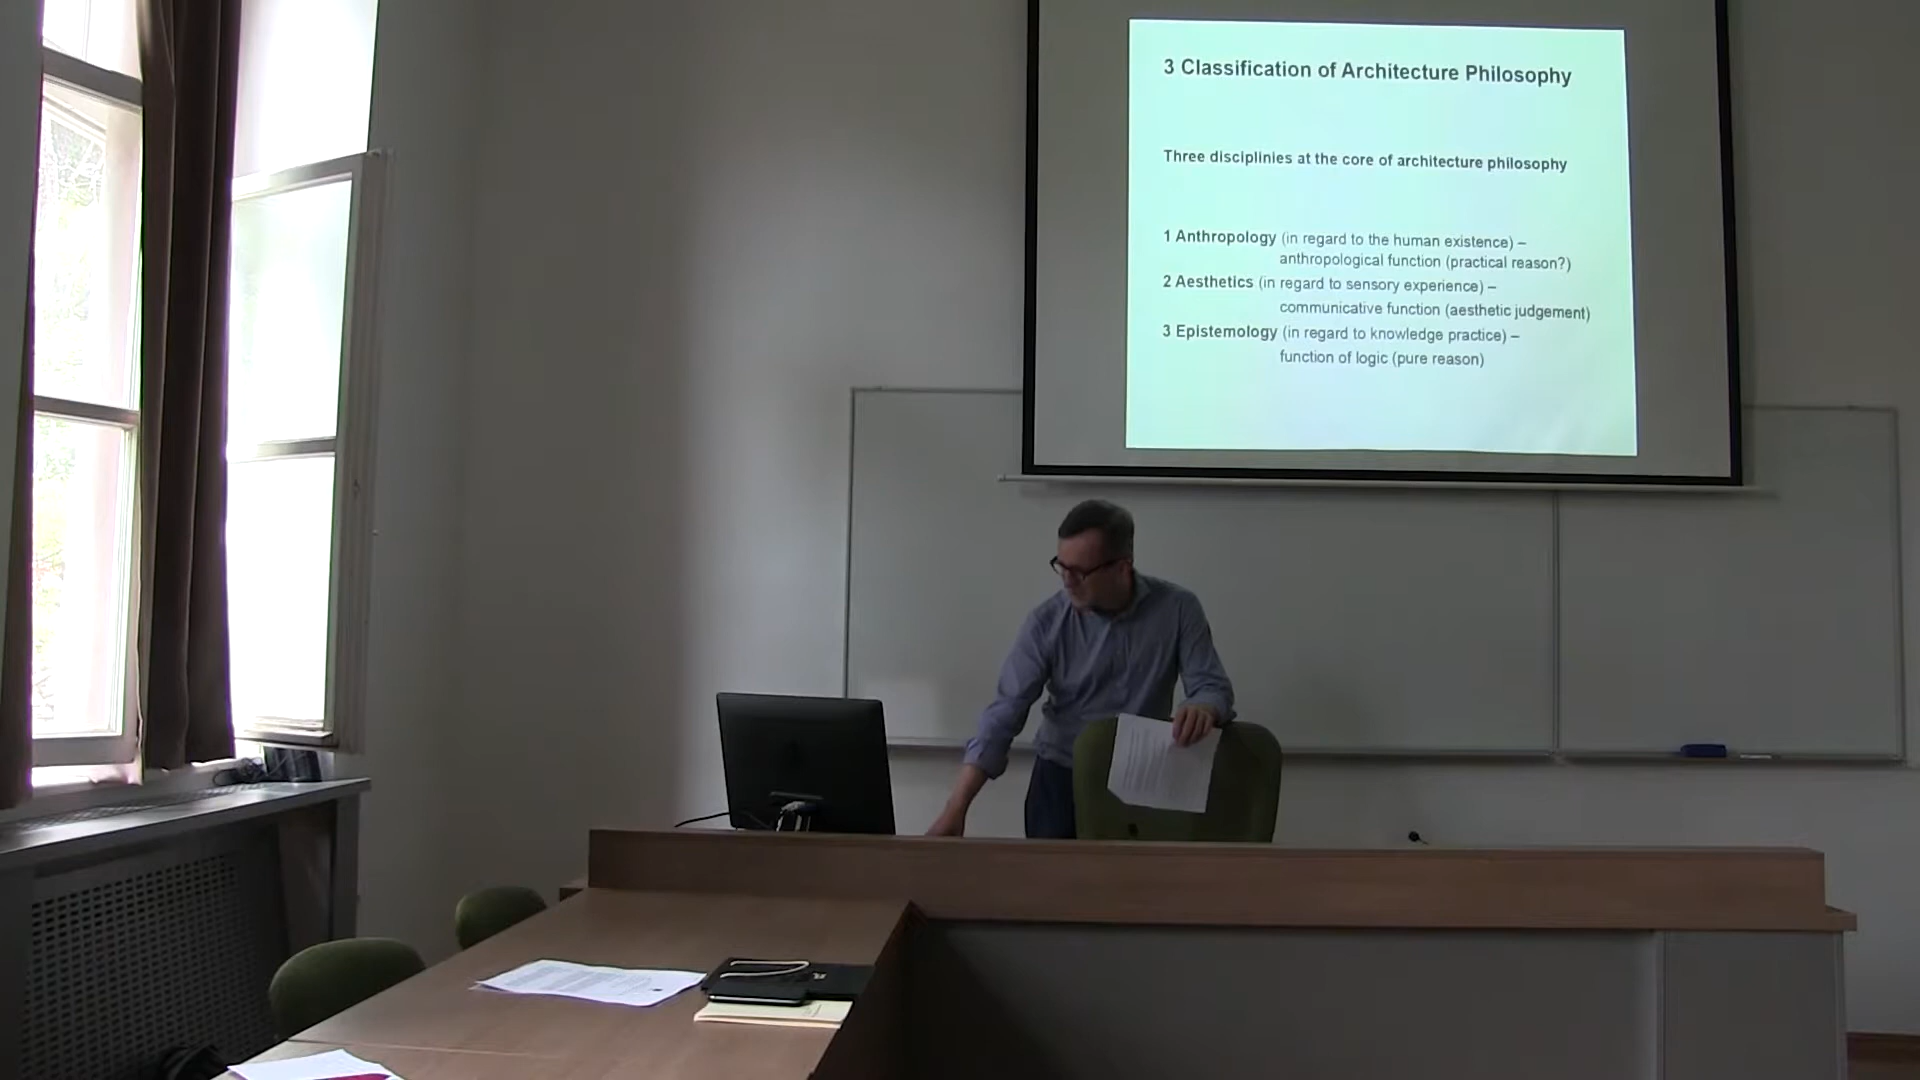 3 Classification of Architecture Philosophy
Three disciplinies at the core of architecture philosophy
1 Anthropology (in regard to the human existence) –
anthropological function (practical reason?)
2 Aesthetics (in regard to sensory experience) –
communicative function (aesthetic judgement)
3 Epistemology (in regard to knowledge practice) –
function of logic (pure reason)